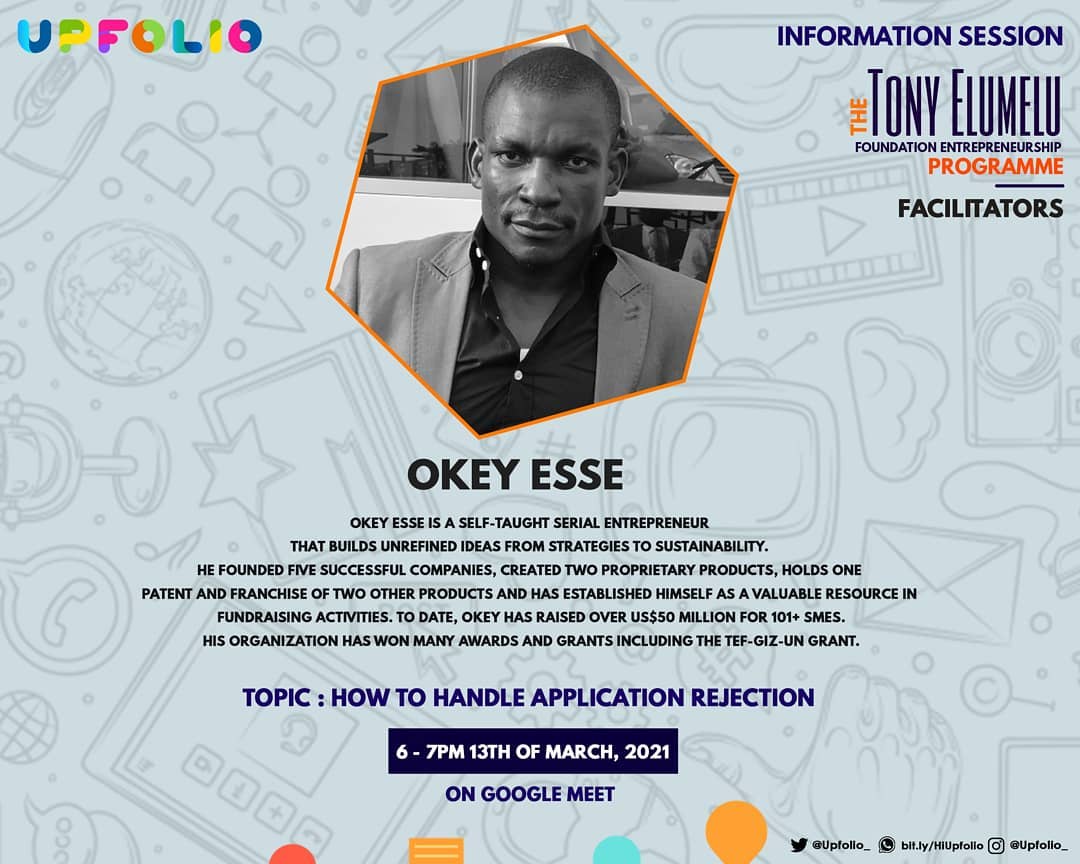 UPFOLIO
INFORMATION SESSION
THE TONY ELUMELU
FOUNDATION ENTREPRENEURSHIP
PROGRAMME
FACILITATORS
OKEY ESSE
OKEY ESSE IS A SELF-TAUGHT SERIAL ENTREPRENEUR
THAT BUILDS UNREFINED IDEAS FROM STRATEGIES TO SUSTAINABILITY.
HE FOUNDED FIVE SUCCESSFUL COMPANIES, CREATED TWO PROPRIETARY PRODUCTS, HOLDS ONE
PATENT AND FRANCHISE OF TWO OTHER PRODUCTS AND HAS ESTABLISHED HIMSELF AS A VALUABLE RESOURCE IN
FUNDRAISING ACTIVITIES. TO DATE, OKEY HAS RAISED OVER US$50 MILLION FOR 101+ SMES.
HIS ORGANIZATION HAS WON MANY AWARDS AND GRANTS INCLUDING THE TEF-GIZ-UN GRANT.
TOPIC : HOW TO HANDLE APPLICATION REJECTION
6 - 7PM 13TH OF MARCH, 2021
ON GOOGLE MEET
@Upfolio_ bit.ly/HiUpfolio @Upfolio_